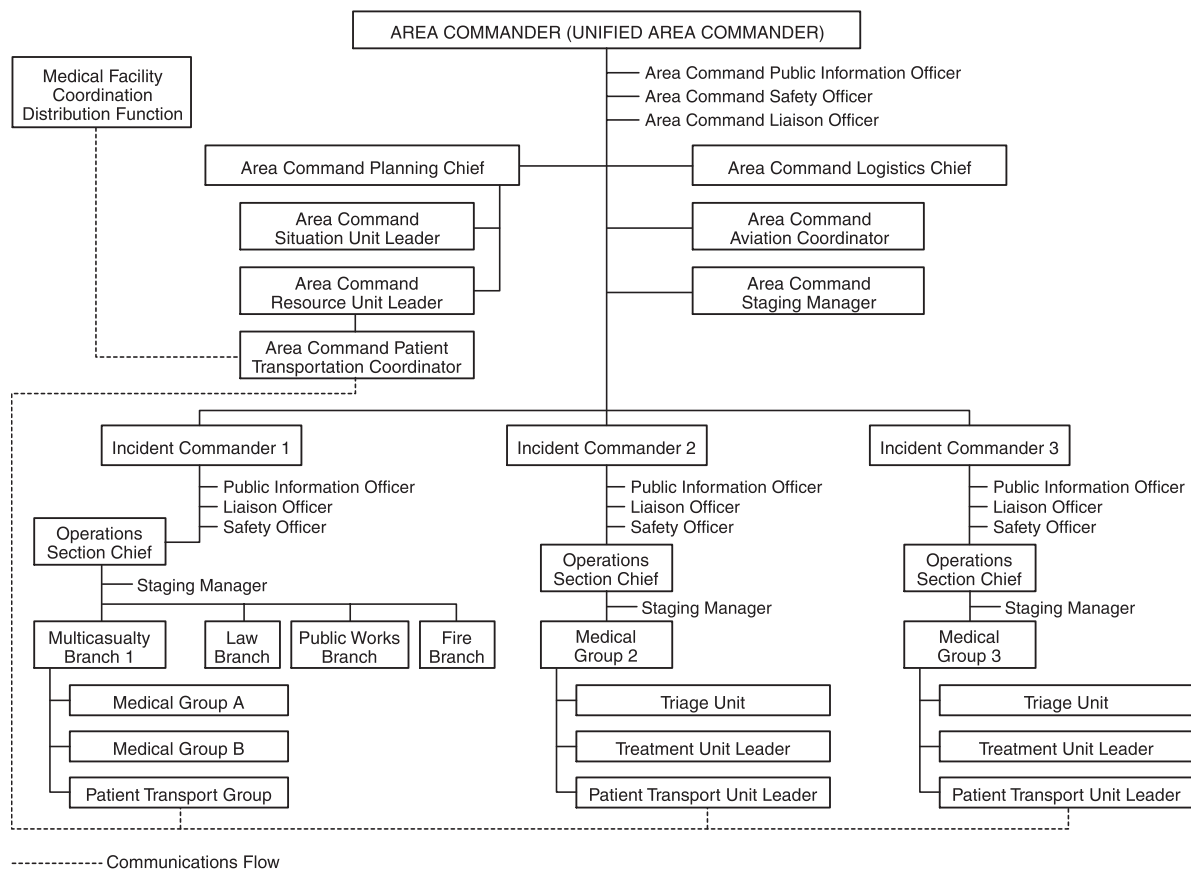 AREA COMMANDER (UNIFIED AREA COMMANDER)
Medical Facility
Coordination
Distribution Function
Area Command Public Information Officer
Area Command Safety Officer
Area Command Liaison Officer
Area Command Planning Chief
Area Command Logistics Chief
Area Command
Situation Unit Leader
Area Command
Aviation Coordinator
Area Command
Resource Unit Leader
Area Command
Staging Manager
Area Command Patient
Transportation Coordinator
Incident Commander 1
Public Information Officer
Liaison Officer
Safety Officer
Operations
Section Chief
Staging Manager
Multicasualty
Branch 1
Law
Branch
Public Works
Branch
Fire
Branch
Medical Group A
Medical Group B
Patient Transport Group
Incident Commander 2
Public Information Officer
Liaison Officer
Safety Officer
Operations
Section Chief
Staging Manager
Medical
Group 2
Triage Unit
Treatment Unit Leader
Patient Transport Unit Leader
Incident Commander 3
Public Information Officer
Liaison Officer
Safety Officer
Operations
Section Chief
Staging Manager
Medical
Group 3
Triage Unit
Treatment Unit Leader
Patient Transport Unit Leader
Communications Flow